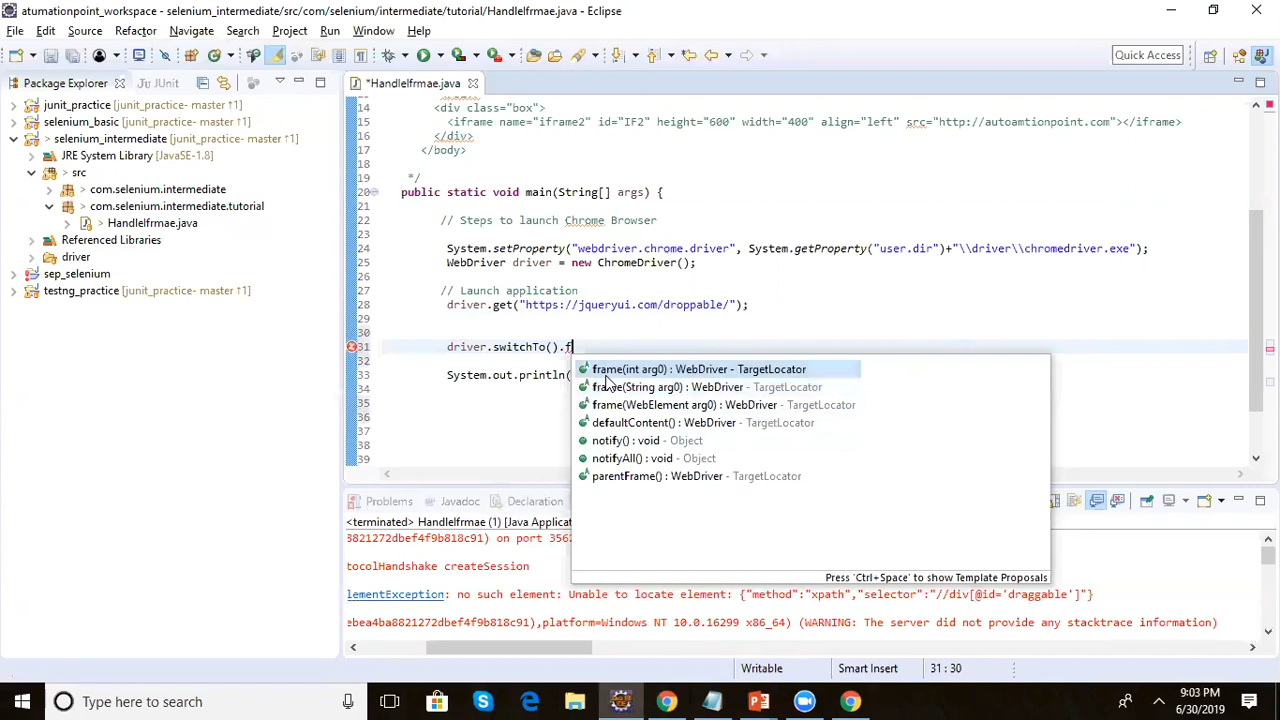 atumationpoint_workspace - selenium_intermediate/src/com/selenium/intermediate/tutorial/HandleIfrmae.java - Eclipse
File Edit Source Refactor Navigate Search Project Run Window Help
Quick Access
Package Explorer JUnit
*HandleIfrmae.java
junit_practice [junit_practice- master ↑1]
selenium_basic [junit_practice- master ↑1]
selenium_intermediate [junit_practice- master ↑1]
JRE System Library [JavaSE-1.8]
src
com.selenium.intermediate
com.selenium.intermediate.tutorial
HandleIfrmae.java
Referenced Libraries
driver
sep_selenium
testng_practice [junit_practice- master ↑1]
14 <div class="box">
15 <iframe name="iframe2" id="IF2" height="600" width="400" align="left" src="http://autoamtionpoint.com"></iframe>
16 </div>
17 </body>
18
19 */
20 public static void main(String[] args) {
21
22 // Steps to launch Chrome Browser
23
24 System.setProperty("webdriver.chrome.driver", System.getProperty("user.dir")+"\\driver\\chromedriver.exe");
25 WebDriver driver = new ChromeDriver();
26
27 // Launch application
28 driver.get("https://jqueryui.com/droppable/");
29
30
31 driver.switchTo().f
32
33 System.out.println(
34
35
36
37
38
39
frame(int arg0) : WebDriver - TargetLocator
frame(String arg0) : WebDriver - TargetLocator
frame(WebElement arg0) : WebDriver - TargetLocator
defaultContent() : WebDriver - TargetLocator
notify() : void - Object
notifyAll() : void - Object
parentFrame() : WebDriver - TargetLocator
Press 'Ctrl+Space' to show Template Proposals
Problems Javadoc Declaration
<terminated> HandleIfrmae (1) [Java Applicat
8821272dbef4f9b818c91) on port 3562
otocolHandshake createSession
lementException: no such element: Unable to locate element: {"method":"xpath","selector":"//div[@id='draggable']"}
ebea4ba8821272dbef4f9b818c91),platform=Windows NT 10.0.16299 x86_64) (WARNING: The server did not provide any stacktrace information)
Writable Smart Insert 31 : 30
Type here to search
9:03 PM
6/30/2019